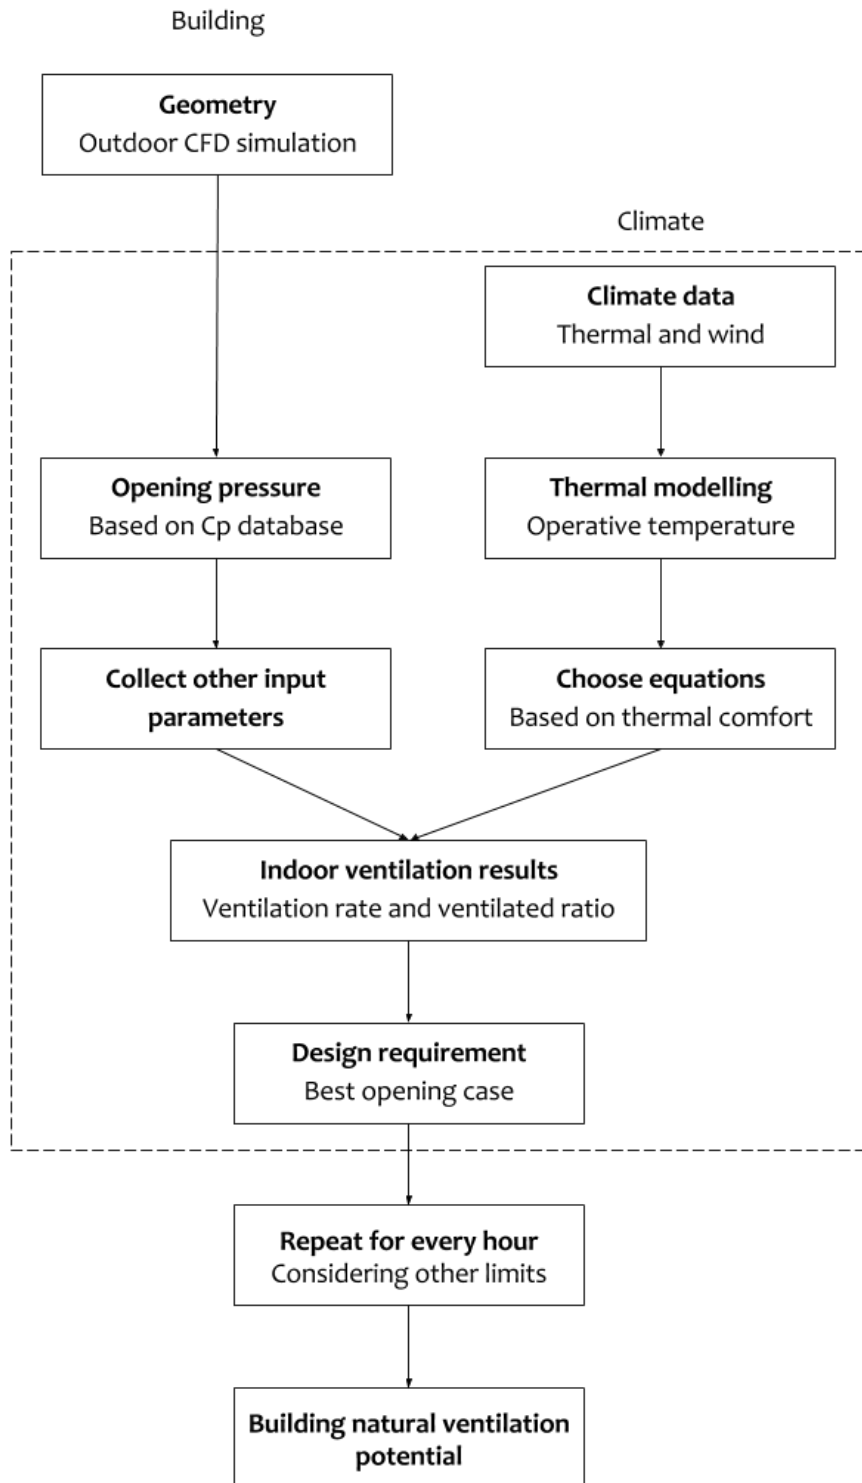 Building
Geometry
Outdoor CFD simulation
Climate
Climate data
Thermal and wind
Opening pressure
Based on Cp database
Thermal modelling
Operative temperature
Collect other input
parameters
Choose equations
Based on thermal comfort
Indoor ventilation results
Ventilation rate and ventilated ratio
Design requirement
Best opening case
Repeat for every hour
Considering other limits
Building natural ventilation
potential